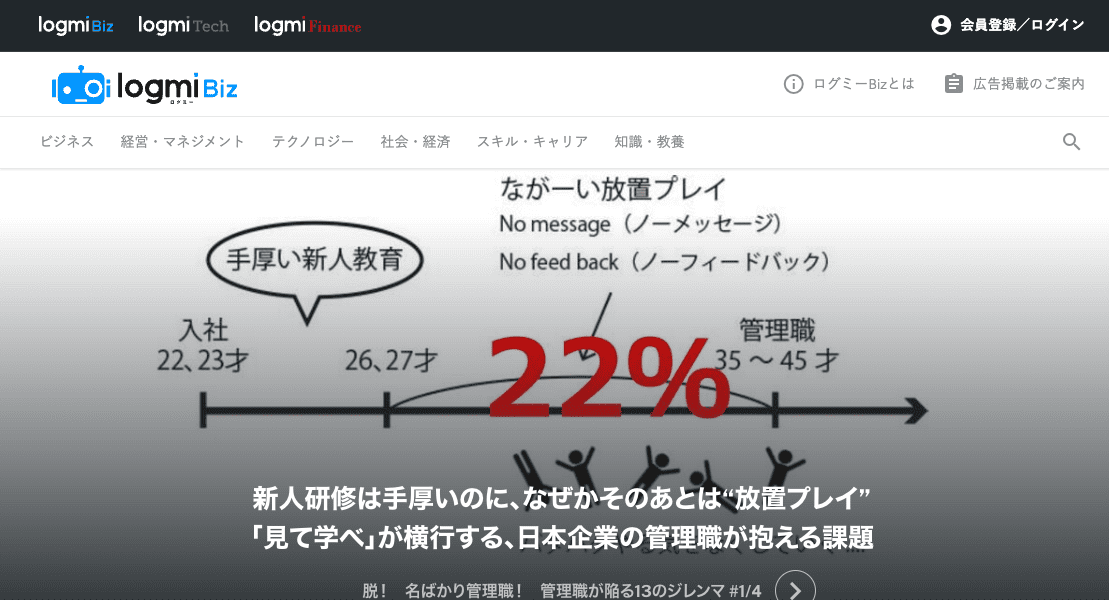 logmi Biz
logmi Tech
logmi Finance
会員登録／ログイン
logmi Biz
ログミー
ログミーBizとは
広告掲載のご案内
ビジネス
経営・マネジメント
テクノロジー
社会・経済
スキル・キャリア
知識・教養
ながーい放置プレイ
No message（ノーメッセージ）
No feed back（ノーフィードバック）
手厚い新人教育
入社
22、23才
26、27才
22%
管理職
35 〜 45 才
新人研修は手厚いのに、なぜかそのあとは“放置プレイ”
「見て学べ」が横行する、日本企業の管理職が抱える課題
脱！ 名ばかり管理職！ 管理職が陥る13のジレンマ #1/4